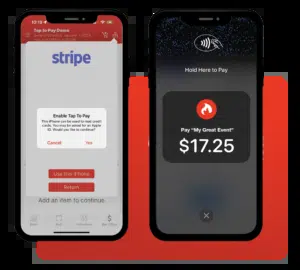 Tap to Pay Demo
stripe
Enable Tap To Pay
This iPhone can be used to read credit
cards. You may be asked for an Apple
ID. Would you like to continue?
Cancel
Yes
Use this iPhone
Return
Add an item to continue.
Hold Here to Pay
Pay "My Great Event"
$17.25